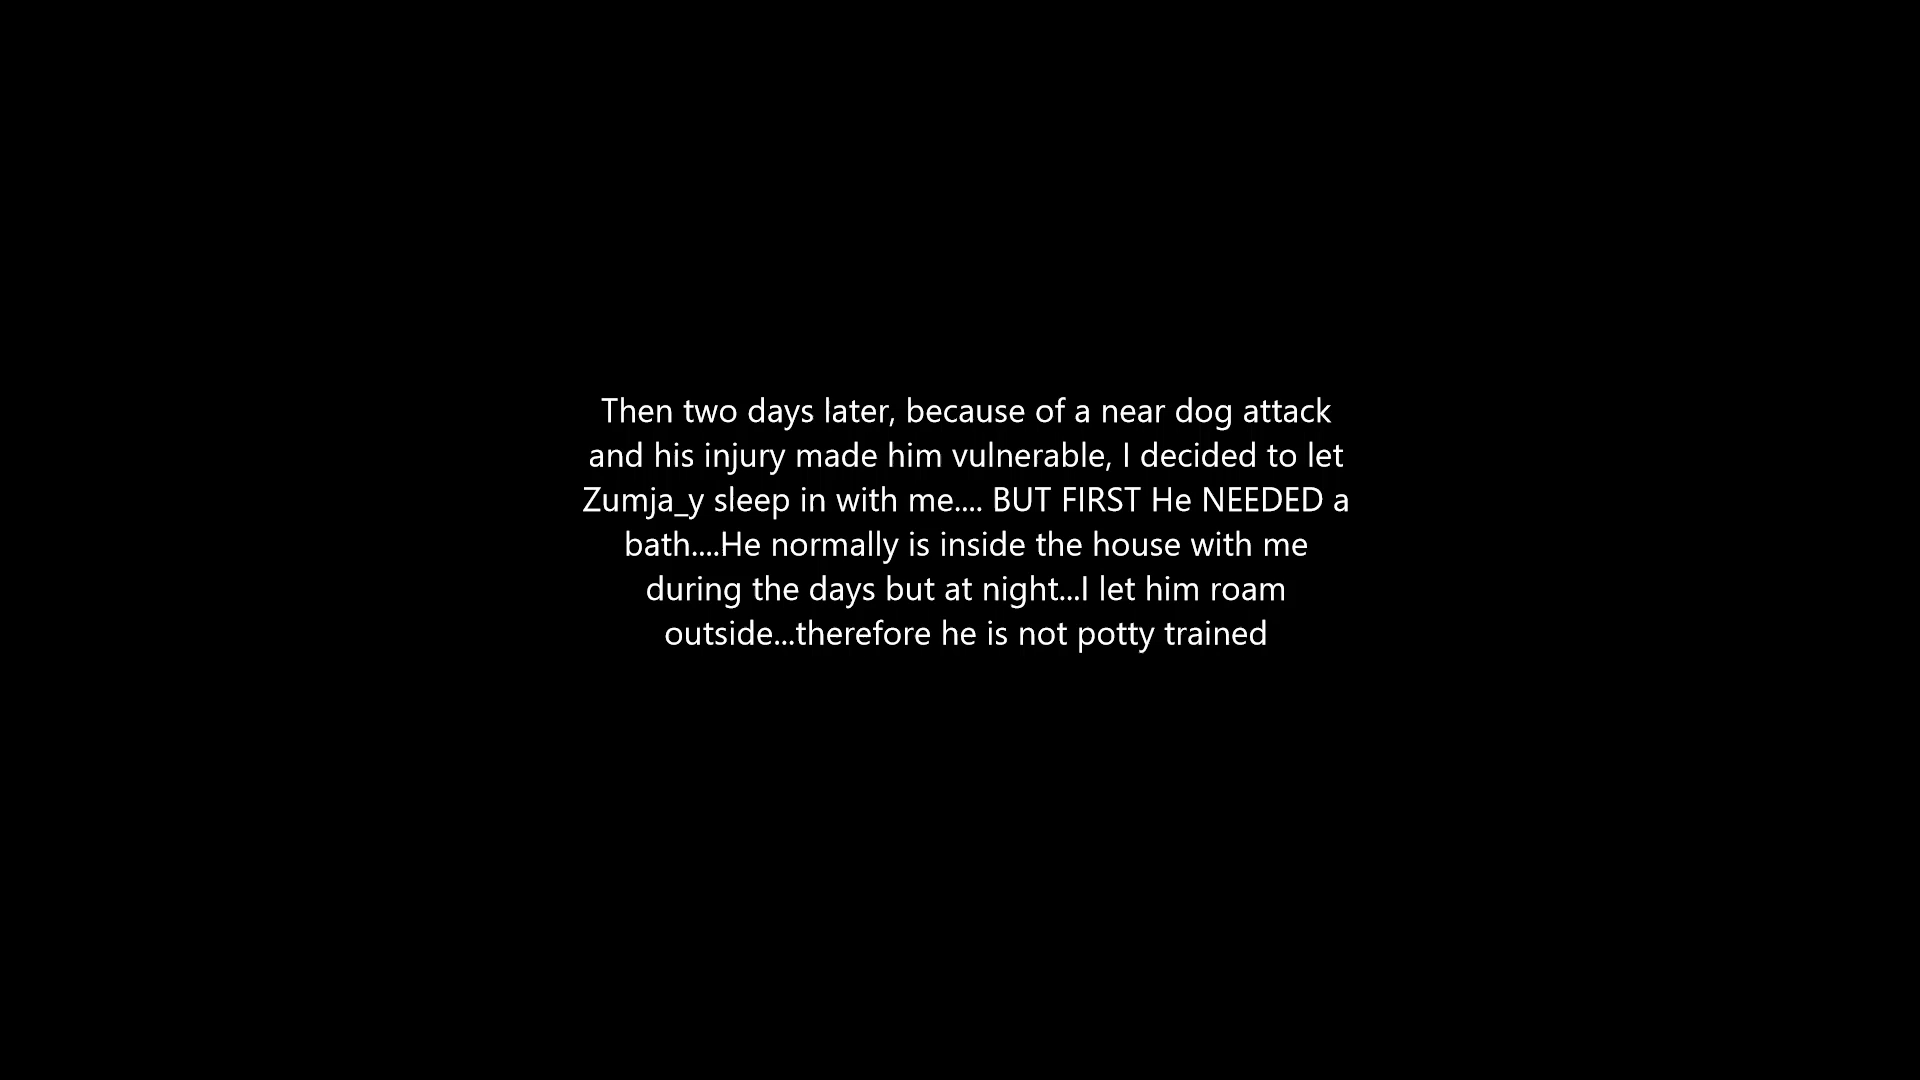 Then two days later, because of a near dog attack
and his injury made him vulnerable, I decided to let
Zumja_y sleep in with me.... BUT FIRST He NEEDED a
bath....He normally is inside the house with me
during the days but at night...I let him roam
outside...therefore he is not potty trained